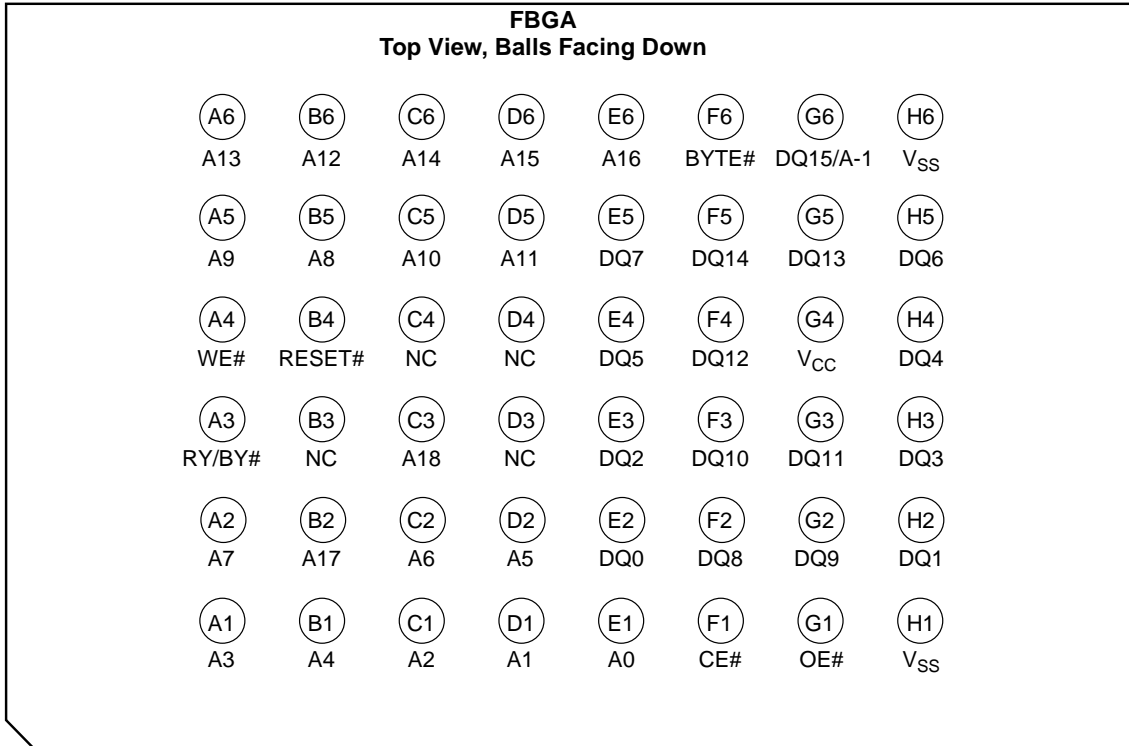 FBGA
Top View, Balls Facing Down
A6 B6 C6 D6 E6 F6 G6 H6
A13 A12 A14 A15 A16 BYTE# DQ15/A-1 VSS
A5 B5 C5 D5 E5 F5 G5 H5
A9 A8 A10 A11 DQ7 DQ14 DQ13 DQ6
A4 B4 C4 D4 E4 F4 G4 H4
WE# RESET# NC NC DQ5 DQ12 VCC DQ4
A3 B3 C3 D3 E3 F3 G3 H3
RY/BY# NC A18 NC DQ2 DQ10 DQ11 DQ3
A2 B2 C2 D2 E2 F2 G2 H2
A7 A17 A6 A5 DQ0 DQ8 DQ9 DQ1
A1 B1 C1 D1 E1 F1 G1 H1
A3 A4 A2 A1 A0 CE# OE# VSS